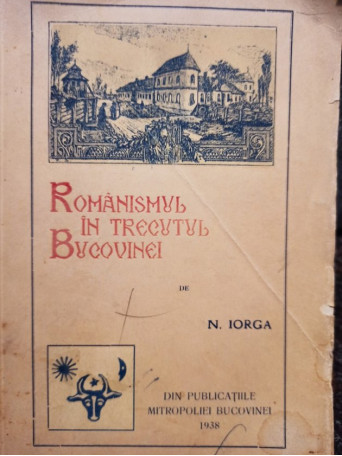 ROMÂNISMUL
ÎN TRECUTUL
BUCOVINEI
DE
N. IORGA
DIN PUBLICAȚIILE
MITROPOLIEI BUCOVINEI
1938